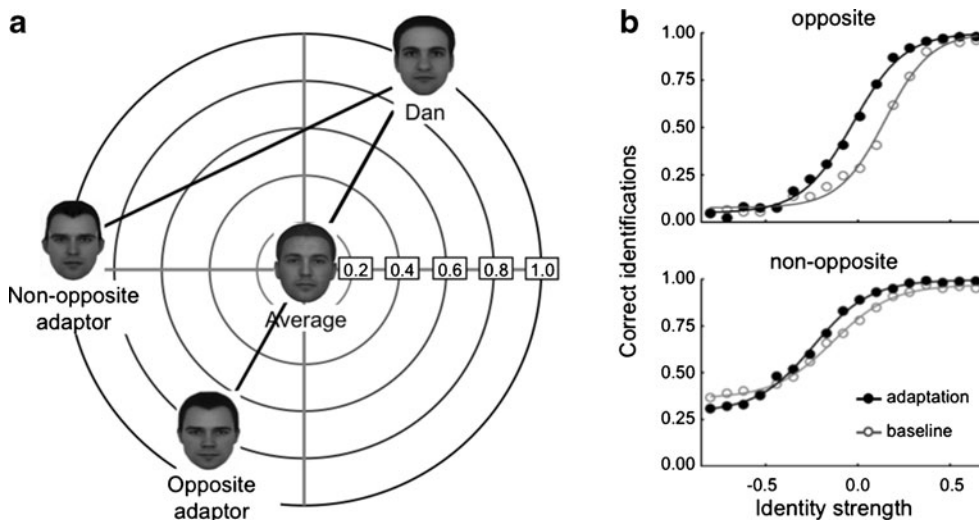 a
Dan
Non-opposite
adaptor
Average
0.2 0.4 0.6 0.8 1.0
Opposite
adaptor
b
opposite
1.00
0.75
0.50
0.25
0.00
non-opposite
1.00
0.75
0.50
0.25
0.00
Correct identifications
adaptation
baseline
-0.5 0.0 0.5
Identity strength